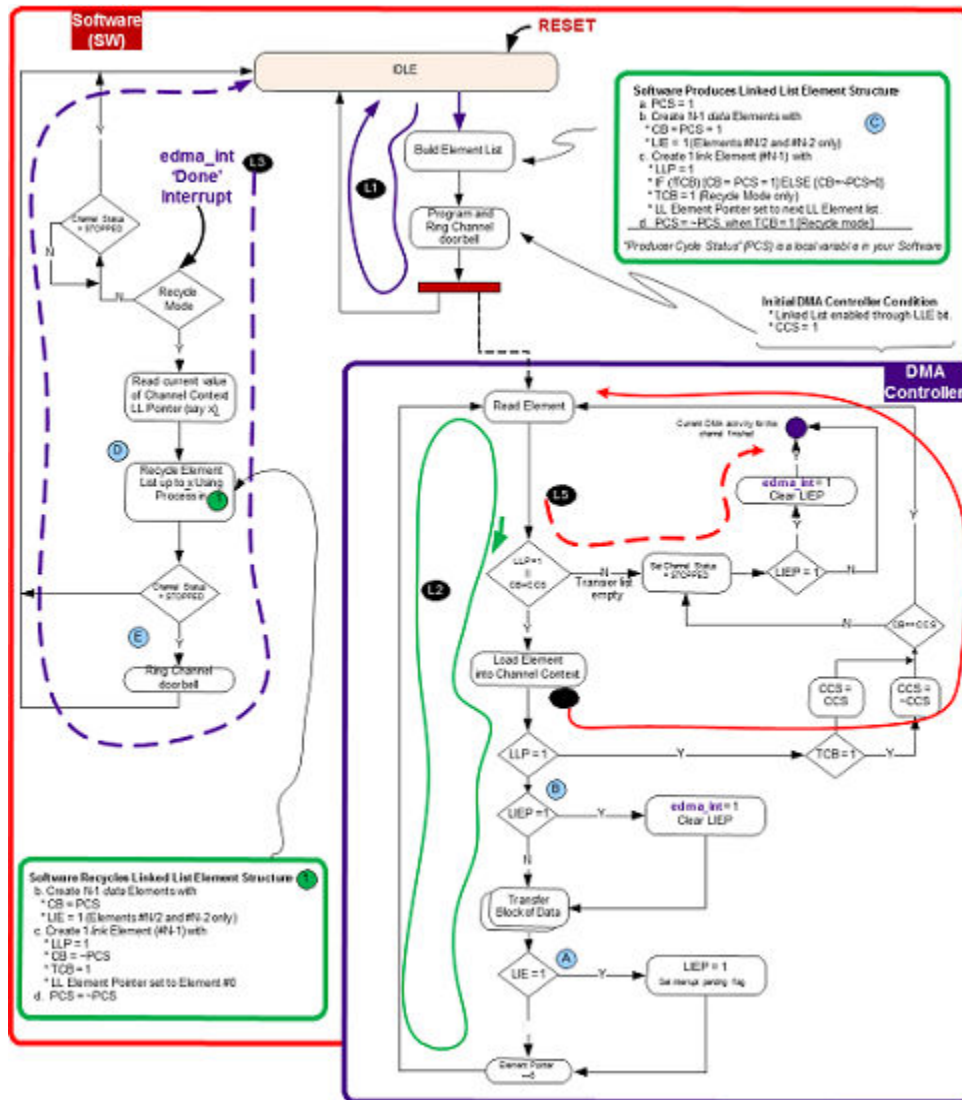 Software
(SW)
RESET
IDLE
Software Produces Linked List Element Structure
a. PCS = 1
b. Create N-1 data Elements with
* CB = PCS = 1
* LIE = 1 (Elements #N/2 and #N-2 only)
c. Create 1 link Element (#N-1) with
* LLP = 1
* IF (!TCB) {CB = PCS = 1} ELSE {CB=~PCS=0}
* TCB = 1 (Recycle Mode only)
* LL Element Pointer set to next LL Element list.
d. PCS = ~PCS, when TCB = 1 [Recycle mode]
"Producer Cycle Status" (PCS) is a local variable in your Software
C
Build Element List
L1
Program and
Ring Channel
doorbell
edma_int
'Done'
Interrupt
L3
Channel Status
= STOPPED
N
N
Recycle
Mode
Y
Initial DMA Controller Condition
* Linked List enabled through LLE bit.
* CCS = 1
Read current value
of Channel Context
LL Pointer (say x).
D
Recycle Element
List up to x Using
Process in
1
Channel Status
= STOPPED
E
Y
Ring Channel
doorbell
DMA
Controller
Read Element
Current DMA activity for the
channel finished
Y
edma_int = 1
Clear LIEP
Y
L5
LLP=1
||
CB=CCS
N
Transfer list
empty
Set Channel Status
= STOPPED
LIEP = 1
N
Y
L2
Y
N
CB==CCS
Load Element
into Channel Context
CCS =
CCS
CCS =
~CCS
LLP = 1
Y
TCB = 1
Y
B
LIEP =1
Y
edma_int = 1
Clear LIEP
N
Transfer
Block of Data
A
LIE = 1
Y
LIEP = 1
Set interrupt pending flag
Element Pointer
Software Recycles Linked List Element Structure
1
b. Create N-1 data Elements with
* CB = PCS
* LIE = 1 (Elements #N/2 and #N-2 only)
c. Create 1 link Element (#N-1) with
* LLP = 1
* CB = ~PCS
* TCB = 1
* LL Element Pointer set to Element #0
d. PCS = ~PCS